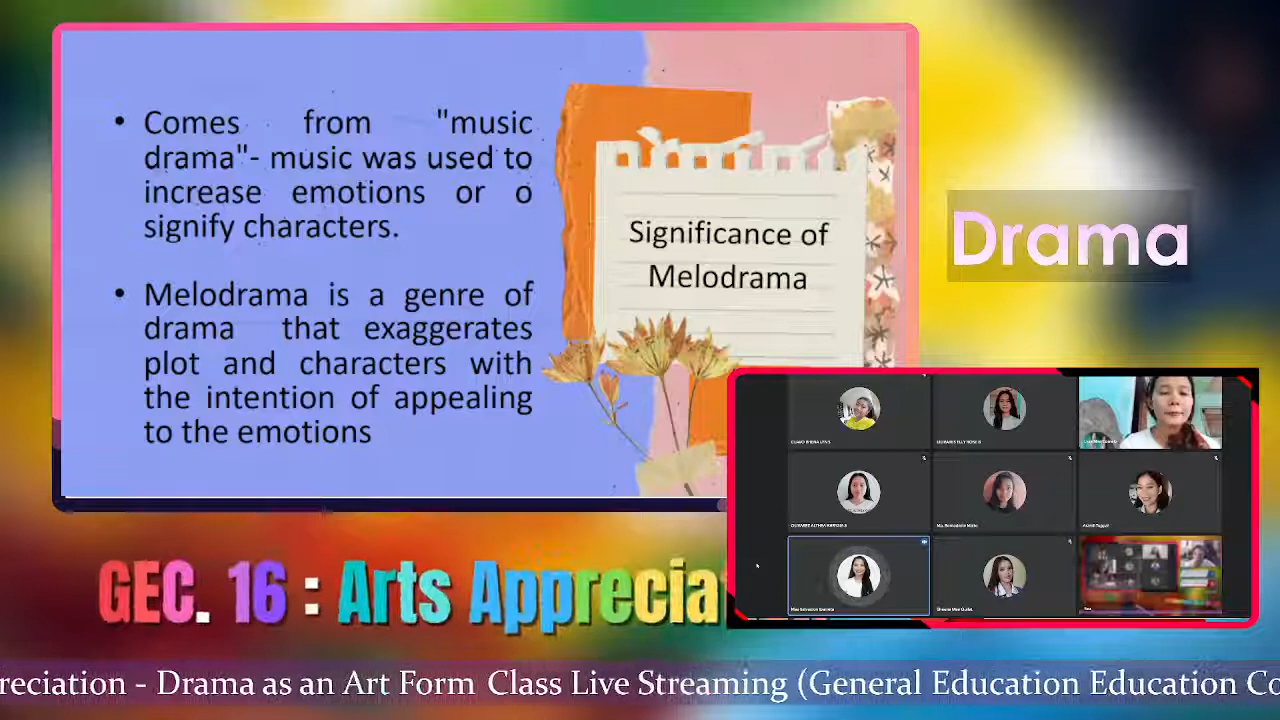 Comes from "music
drama"- music was used to
increase emotions or o
signify characters.
Melodrama is a genre of
drama that exaggerates
plot and characters with
the intention of appealing
to the emotions
Significance of
Melodrama
Drama
GEC. 16 : Arts Apprecia
reciation - Drama as an Art Form Class Live Streaming (General Education Education Co